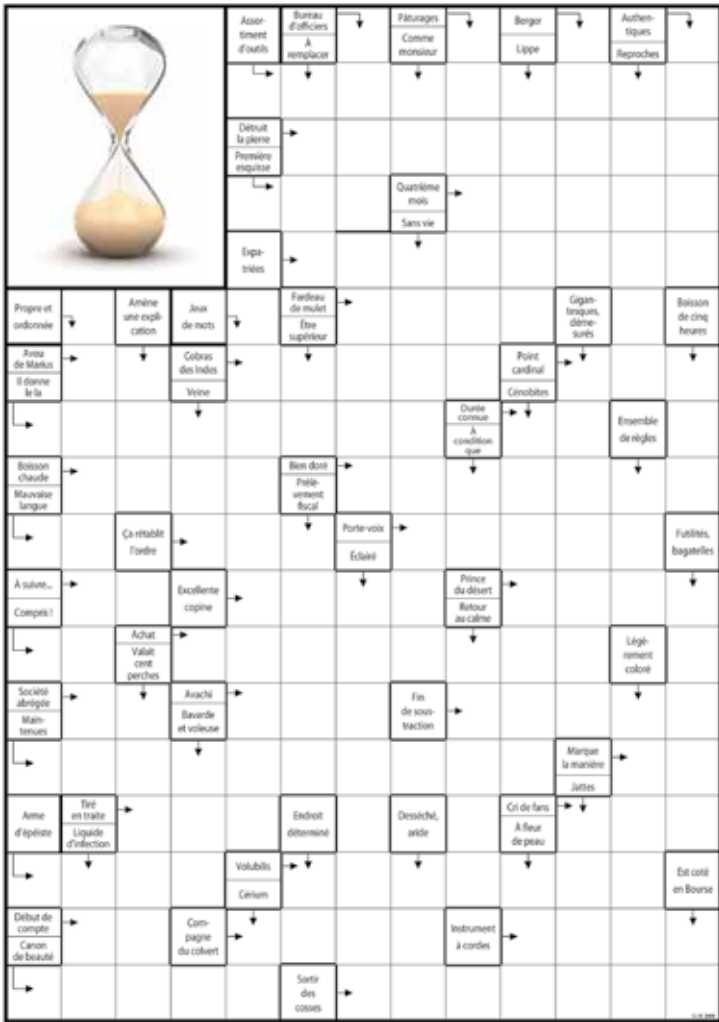 Assor-
timent
d'outils
Bureau
d'officiers
À
remplacer
Pâturages
Comme
monsieur
Berger
Lippe
Authen-
tiques
Reproches
Détruit
la pierre
Première
esquisse
Quatrième
mois
Sans vie
Expa-
triées
Propre et
ordonnée
Amène
une expli-
cation
Jeux
de mots
Fardeau
de mulet
Être
supérieur
Gigan-
tesques,
déme-
surés
Boisson
de cinq
heures
Aveu
de Marius
Il donne
le la
Cobras
des Indes
Veine
Point
cardinal
Cénobites
Durée
connue
À
condition
que
Ensemble
de règles
Boisson
chaude
Mauvaise
langue
Bien doré
Prélè-
vement
fiscal
Ça rétablit
l'ordre
Porte-voix
Éclairé
Futilités,
bagatelles
À suivre...
Compris !
Excellente
copine
Prince
du désert
Retour
au calme
Achat
Valait
cent
perches
Légè-
rement
coloré
Société
abrégée
Main-
tenues
Avachi
Bavarde
et voleuse
Fin
de sous-
traction
Marque
la manière
Jattes
Arme
d'épéiste
Tiré
en traite
Liquide
d'infection
Endroit
déterminé
Desséché,
aride
Cri de fans
À fleur
de peau
Volubilis
Cérium
Est coté
en Bourse
Début de
compte
Canon
de beauté
Com-
pagne
du colvert
Instrument
à cordes
Sortir
des
cosses